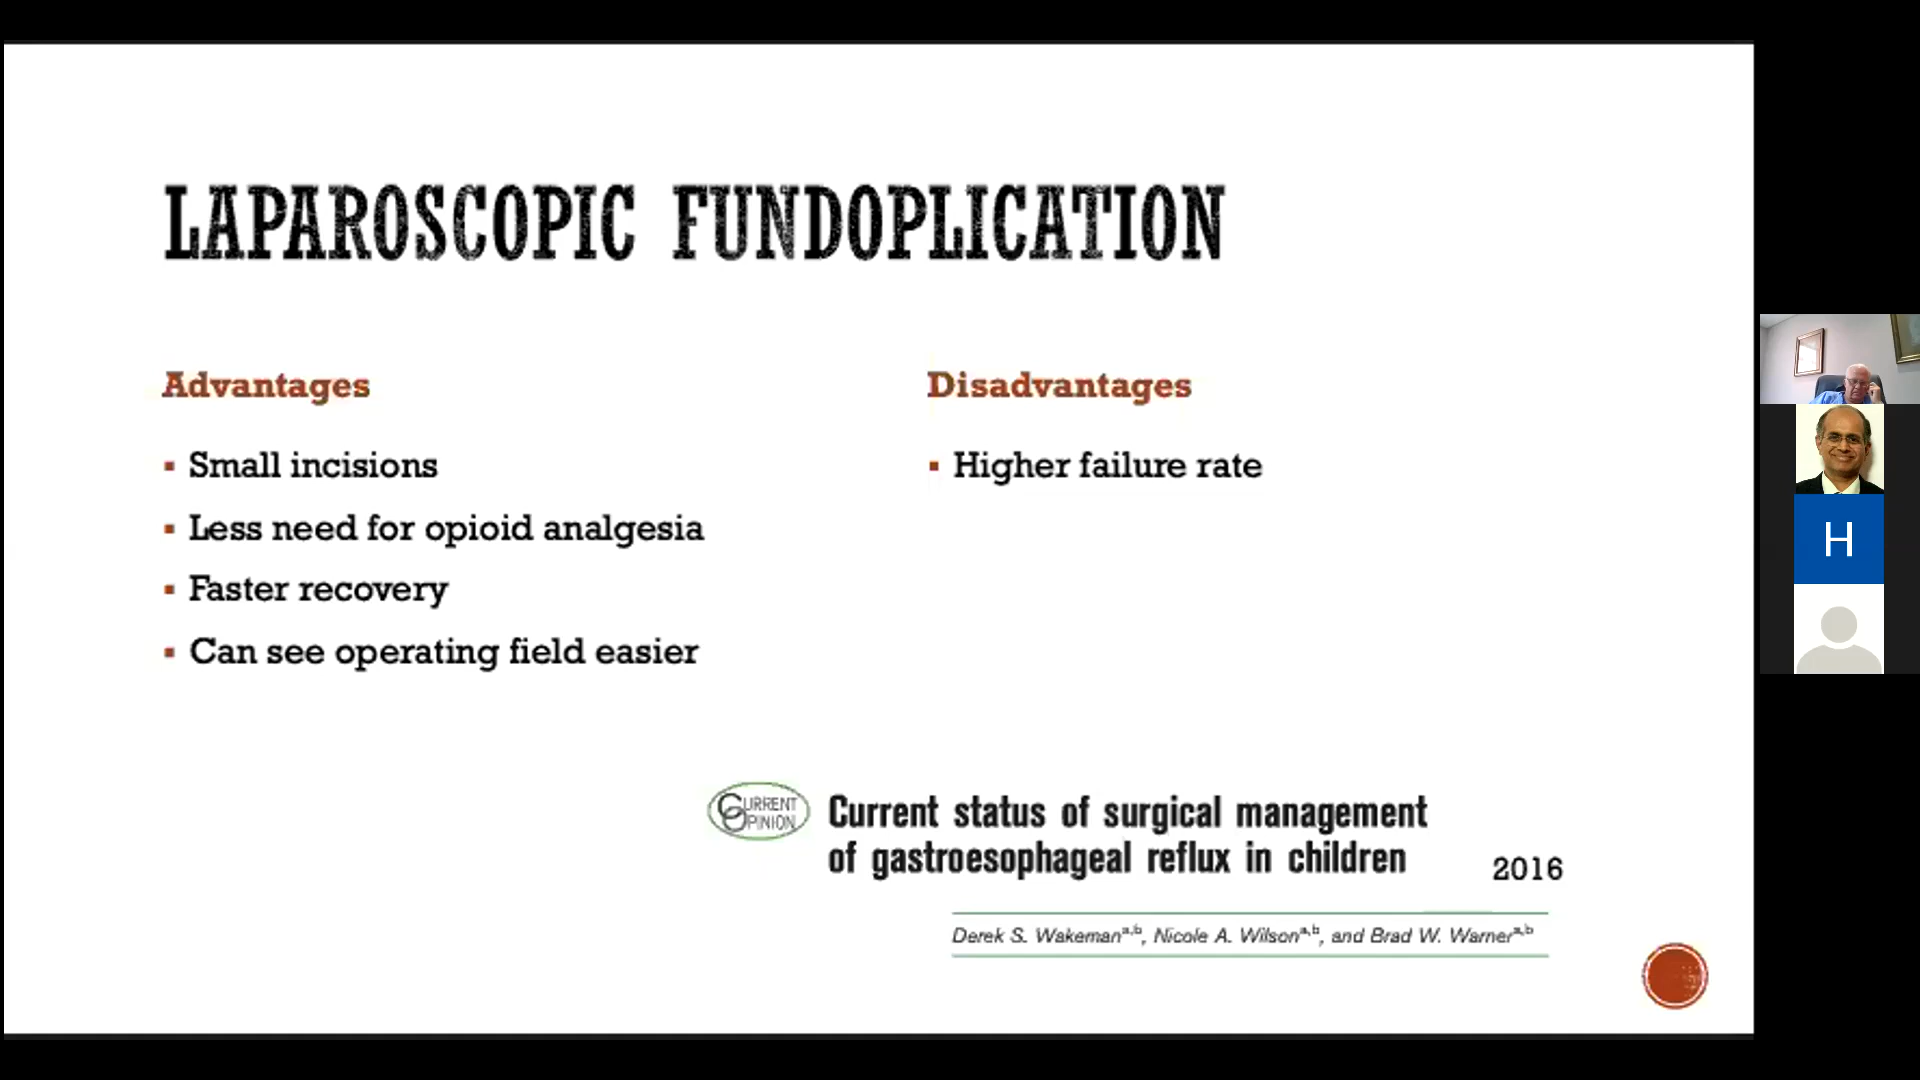 LAPAROSCOPIC FUNDOPLICATION
Advantages
▪ Small incisions
▪ Less need for opioid analgesia
▪ Faster recovery
▪ Can see operating field easier
Disadvantages
▪ Higher failure rate
CURRENT
OPINION
Current status of surgical management
of gastroesophageal reflux in children
2016
Derek S. Wakeman^a,b, Nicole A. Wilson^a,b, and Brad W. Warner^a,b
H